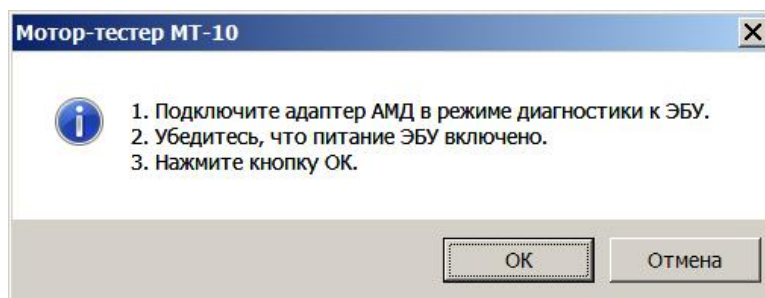 Мотор-тестер МТ-10
1. Подключите адаптер АМД в режиме диагностики к ЭБУ.
2. Убедитесь, что питание ЭБУ включено.
3. Нажмите кнопку ОК.
ОК
Отмена